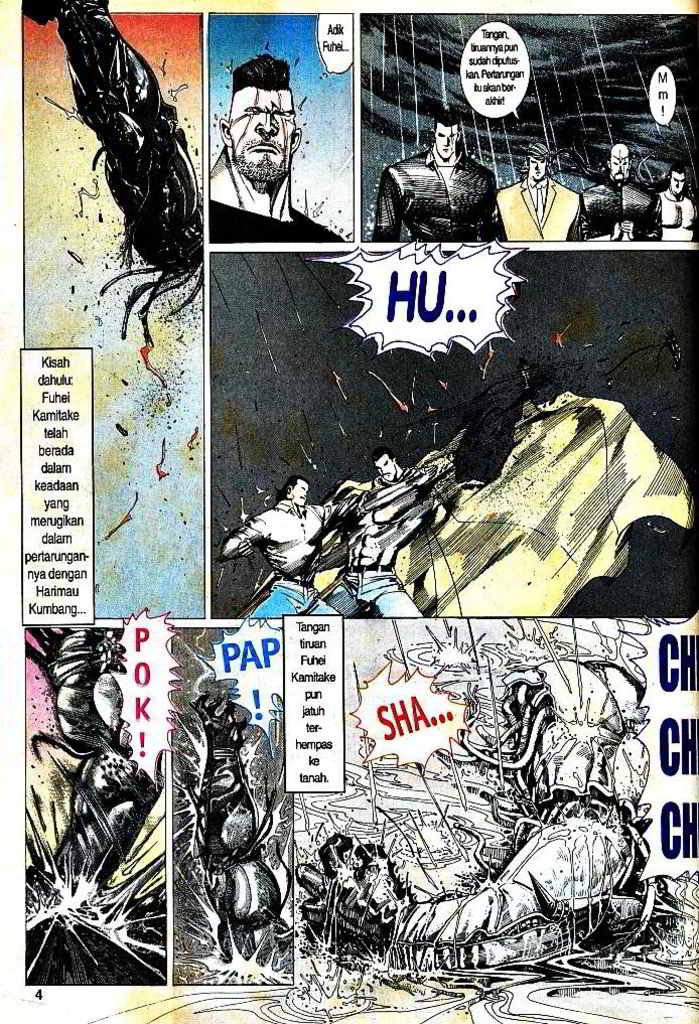 Adik
Fuhei...
Tangan,
tiruannya pun
sudah diputus-
kan. Pertarungan
itu akan ber-
akhir!
Mm!
HU...
Kisah
dahulu:
Fuhei
Kamitake
telah
berada
dalam
keadaan
yang
merugikan
dalam
pertarungan-
nya dengan
Harimau
Kumbang...
POK!
PAP
!
Tangan
tiruan
Fuhei
Kamitake
pun
jatuh
ter-
hempas
ke
tanah.
SHA...
CH
CH
CH
4